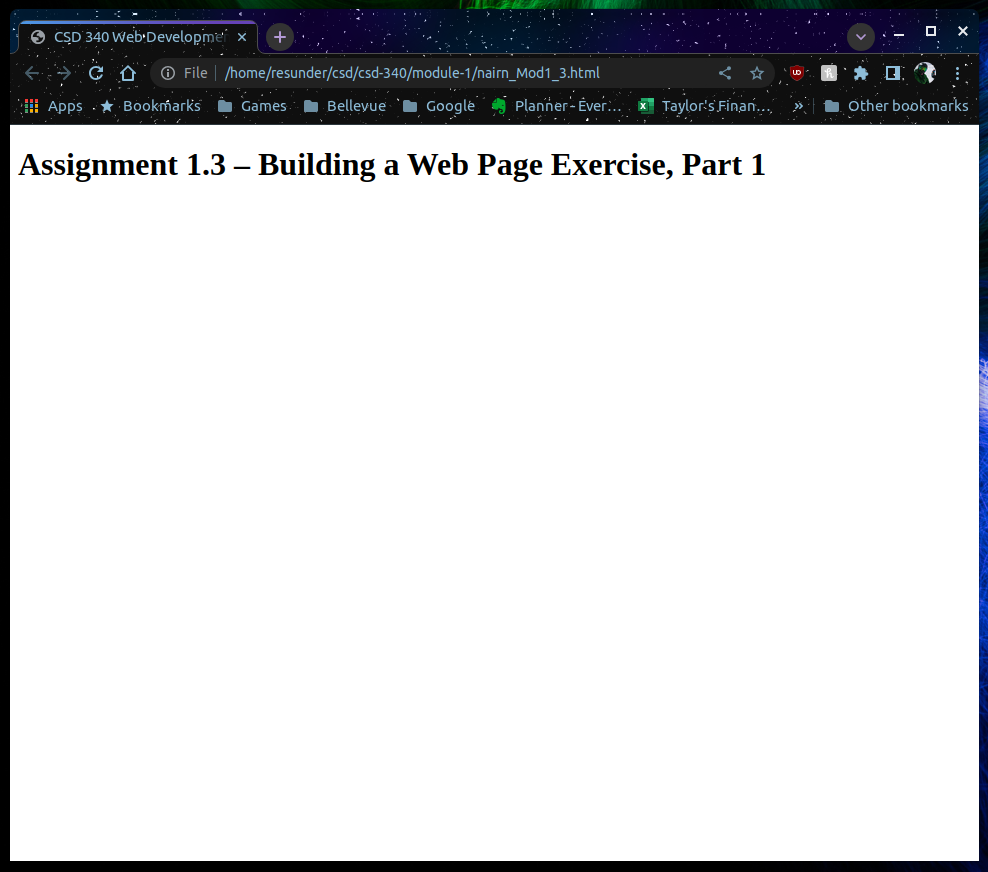 CSD 340 Web Developmen
File /home/resunder/csd/csd-340/module-1/nairn_Mod1_3.html
Apps Bookmarks Games Bellevue Google Planner - Ever... Taylor's Finan... » Other bookmarks
Assignment 1.3 – Building a Web Page Exercise, Part 1